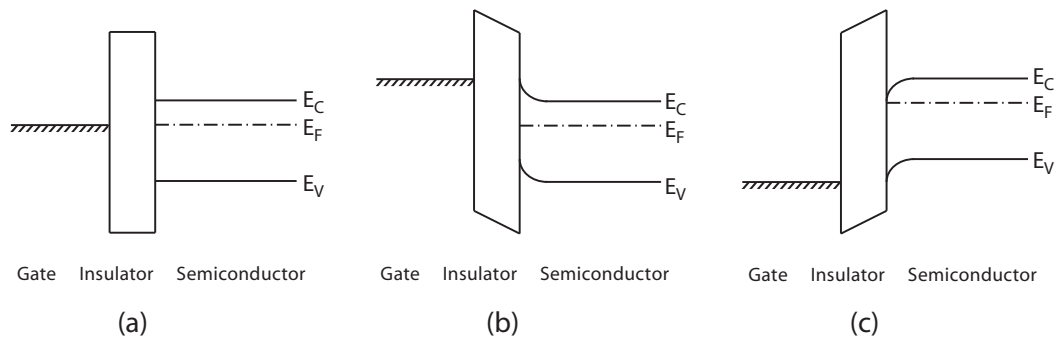 E_C
E_F
E_V
Gate Insulator Semiconductor
(a)
E_C
E_F
E_V
Gate Insulator Semiconductor
(b)
E_C
E_F
E_V
Gate Insulator Semiconductor
(c)